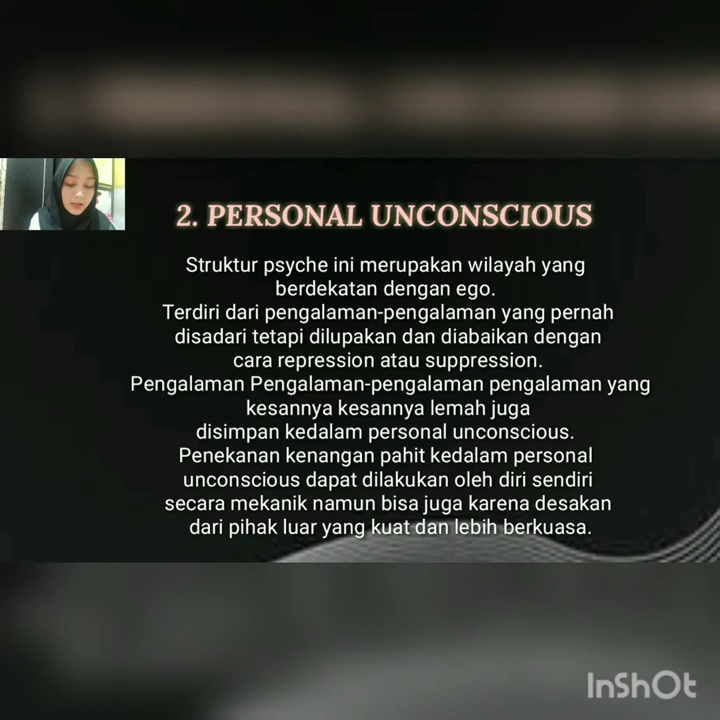 2. PERSONAL UNCONSCIOUS
Struktur psyche ini merupakan wilayah yang
berdekatan dengan ego.
Terdiri dari pengalaman-pengalaman yang pernah
disadari tetapi dilupakan dan diabaikan dengan
cara repression atau suppression.
Pengalaman Pengalaman-pengalaman pengalaman yang
kesannya kesannya lemah juga
disimpan kedalam personal unconscious.
Penekanan kenangan pahit kedalam personal
unconscious dapat dilakukan oleh diri sendiri
secara mekanik namun bisa juga karena desakan
dari pihak luar yang kuat dan lebih berkuasa.
InShOt